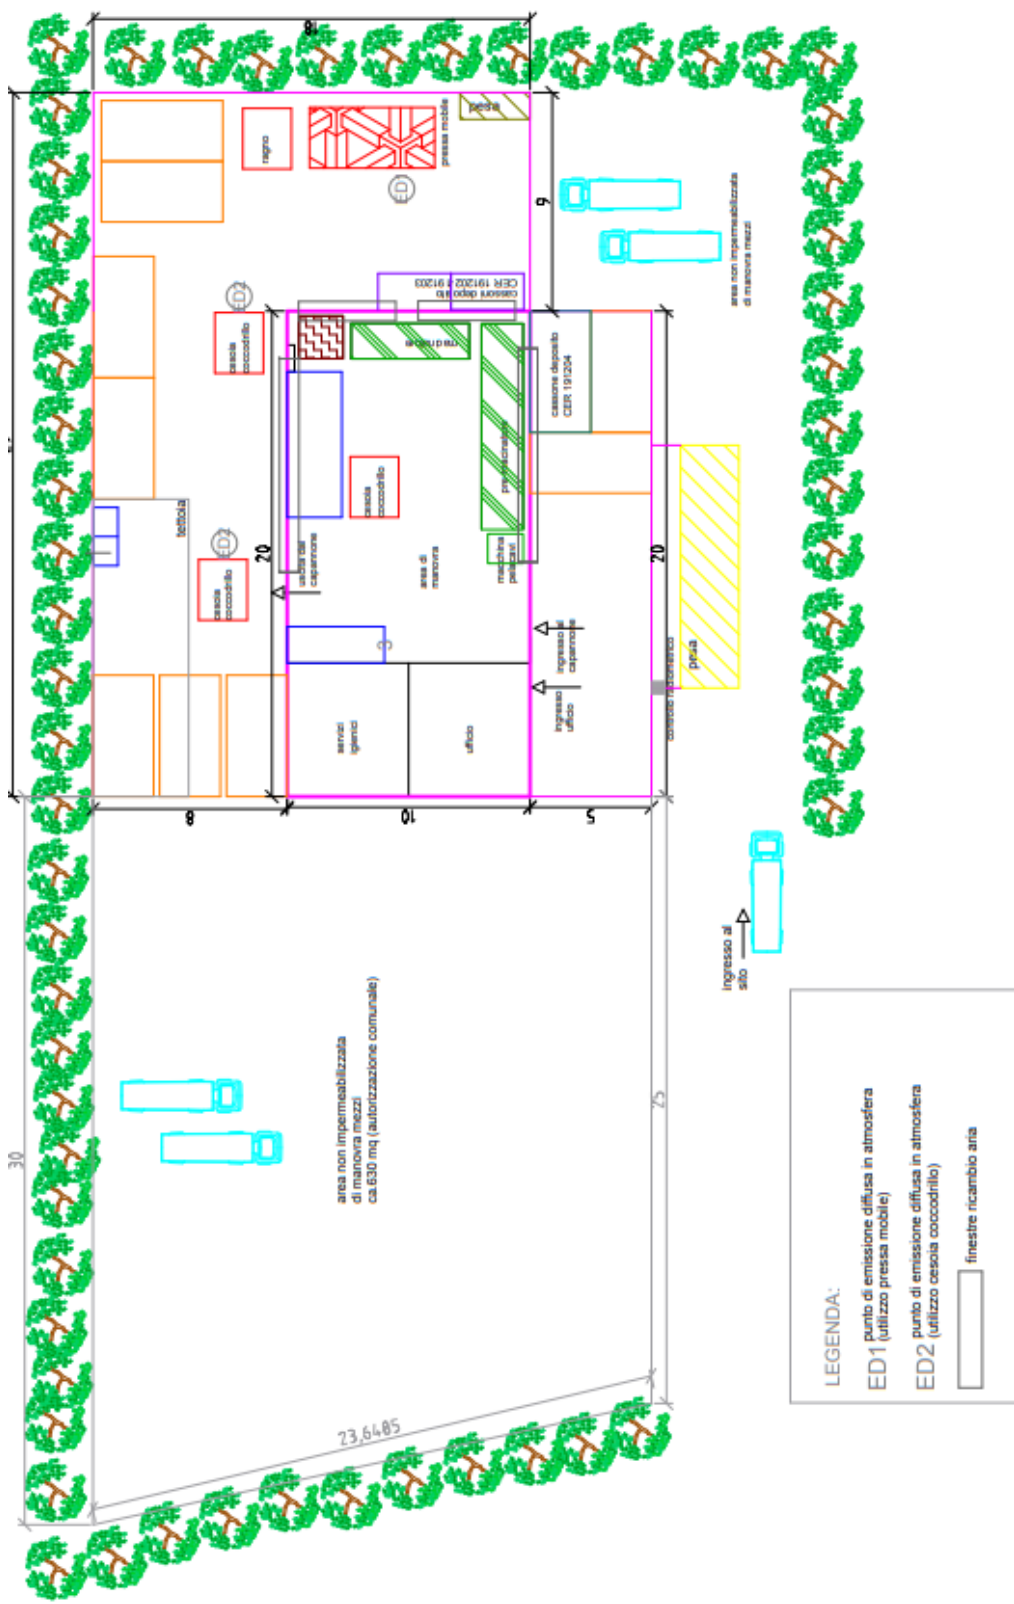 18
pesa
pressa mobile
ragno
ED1
9
area non impermeabilizzata
di manovra mezzi
cassoni deposito
CER 191202-191203
ED2
cesoia
coccodrillo
cassone deposito
CER 191204
cesoia
coccodrillo
tettoia
ED2
cesoia
coccodrillo
20
uscita dal
capannone
area di
manovra
macchina
pelacavi
20
pesa
3
ingresso al
capannone
ingresso
ufficio
controllo radiometrico
servizi
igienici
ufficio
8
10
5
ingresso al
sito
area non impermeabilizzata
di manovra mezzi
ca.630 mq (autorizzazione comunale)
30
25
23,6485
LEGENDA:
ED1 punto di emissione diffusa in atmosfera
(utilizzo pressa mobile)
ED2 punto di emissione diffusa in atmosfera
(utilizzo cesoia coccodrillo)
finestre ricambio aria